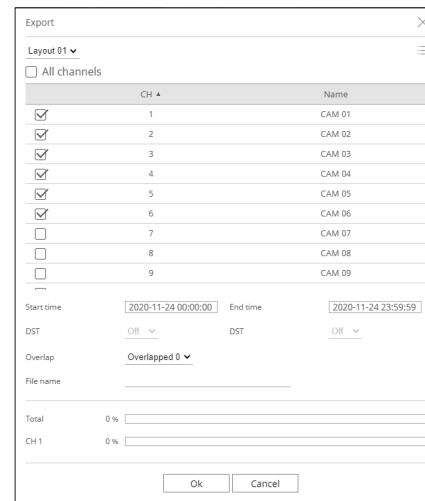 Export
Layout 01
All channels
CH Name
1 CAM 01
2 CAM 02
3 CAM 03
4 CAM 04
5 CAM 05
6 CAM 06
7 CAM 07
8 CAM 08
9 CAM 09
Start time 2020-11-24 00:00:00 End time 2020-11-24 23:59:59
DST Off DST Off
Overlap Overlapped 0
File name
Total 0 %
CH 1 0 %
Ok Cancel